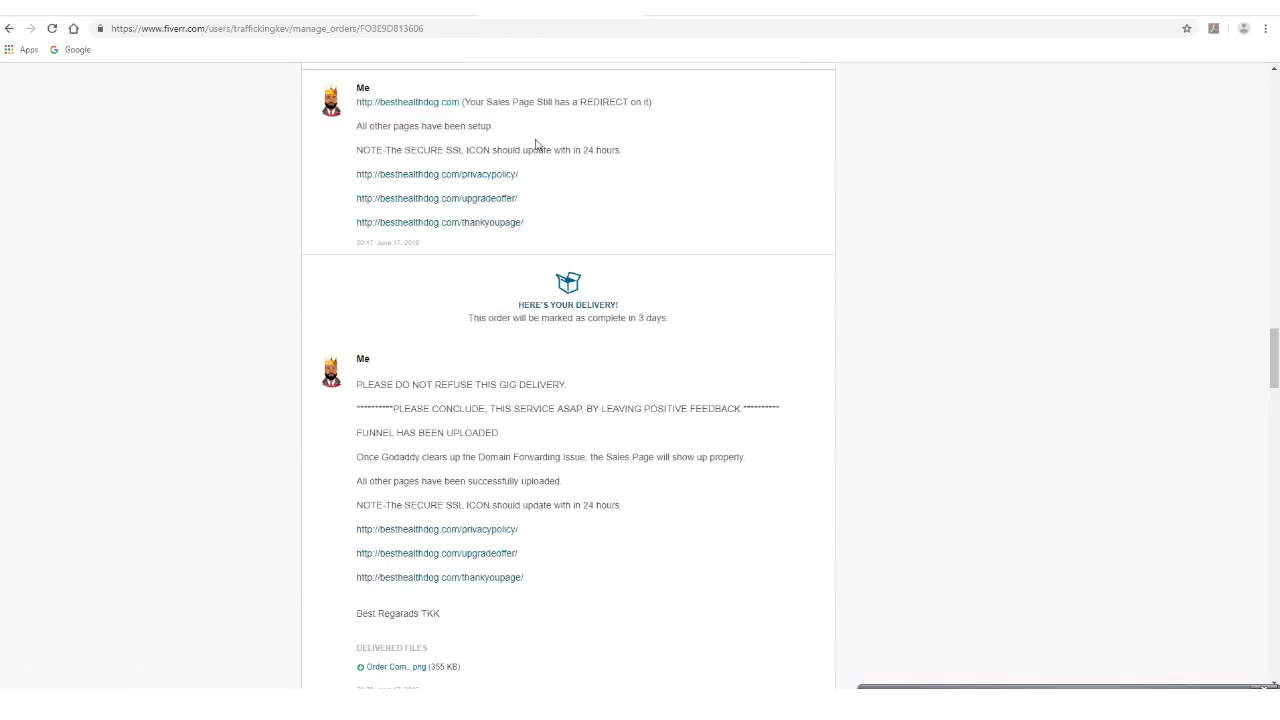 https://www.fiverr.com/users/traffickingkev/manage_orders/FO3E9D813606
Apps
Google
Me
http://besthealthdog.com (Your Sales Page Still has a REDIRECT on it)
All other pages have been setup.
NOTE-The SECURE SSL ICON should update with in 24 hours.
http://besthealthdog.com/privacypolicy/
http://besthealthdog.com/upgradeoffer/
http://besthealthdog.com/thankyoupage/
20:17 June 17, 2019
HERE'S YOUR DELIVERY!
This order will be marked as complete in 3 days.
Me
PLEASE DO NOT REFUSE THIS GIG DELIVERY.
**********PLEASE CONCLUDE, THIS SERVICE ASAP, BY LEAVING POSITIVE FEEDBACK.**********
FUNNEL HAS BEEN UPLOADED.
Once Godaddy clears up the Domain Forwarding Issue, the Sales Page will show up properly.
All other pages have been successfully uploaded.
NOTE-The SECURE SSL ICON should update with in 24 hours.
http://besthealthdog.com/privacypolicy/
http://besthealthdog.com/upgradeoffer/
http://besthealthdog.com/thankyoupage/
Best Regarads TKK
DELIVERED FILES
Order Com...png (355 KB)